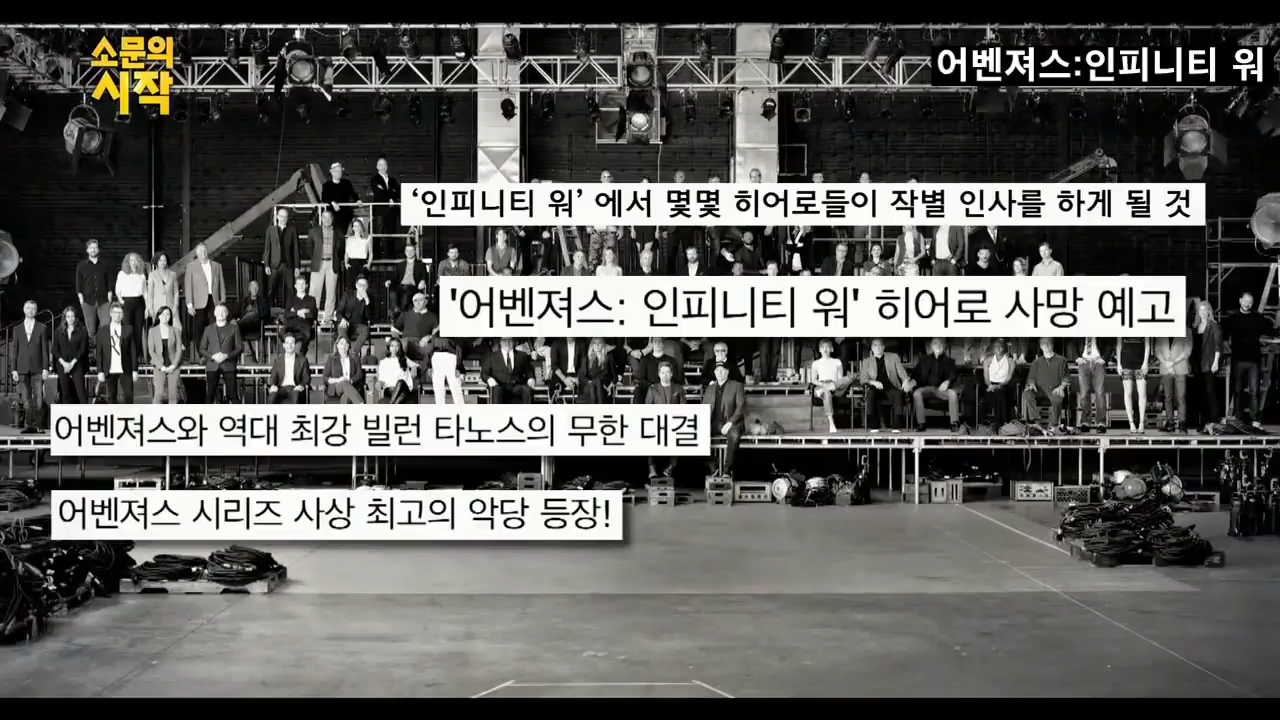 소문의
시작
어벤져스:인피니티 워
‘인피니티 워’ 에서 몇몇 히어로들이 작별 인사를 하게 될 것
'어벤져스: 인피니티 워' 히어로 사망 예고
어벤져스와 역대 최강 빌런 타노스의 무한 대결
어벤져스 시리즈 사상 최고의 악당 등장!